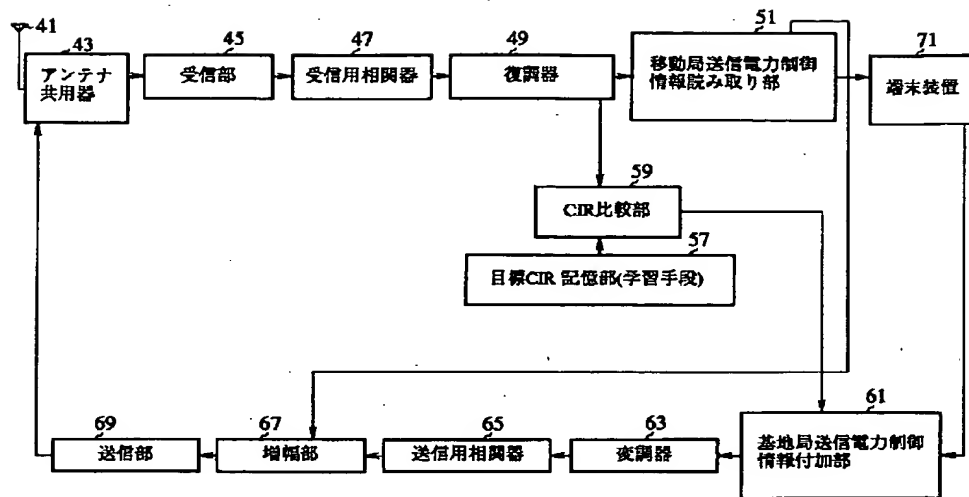 41
43
アンテナ
共用器
45
受信部
47
受信用相関器
49
復調器
51
移動局送信電力制御
情報読み取り部
71
端末装置
59
CIR比較部
57
目標CIR 記憶部(学習手段)
61
基地局送信電力制御
情報付加部
63
変調器
65
送信用相関器
67
増幅部
69
送信部